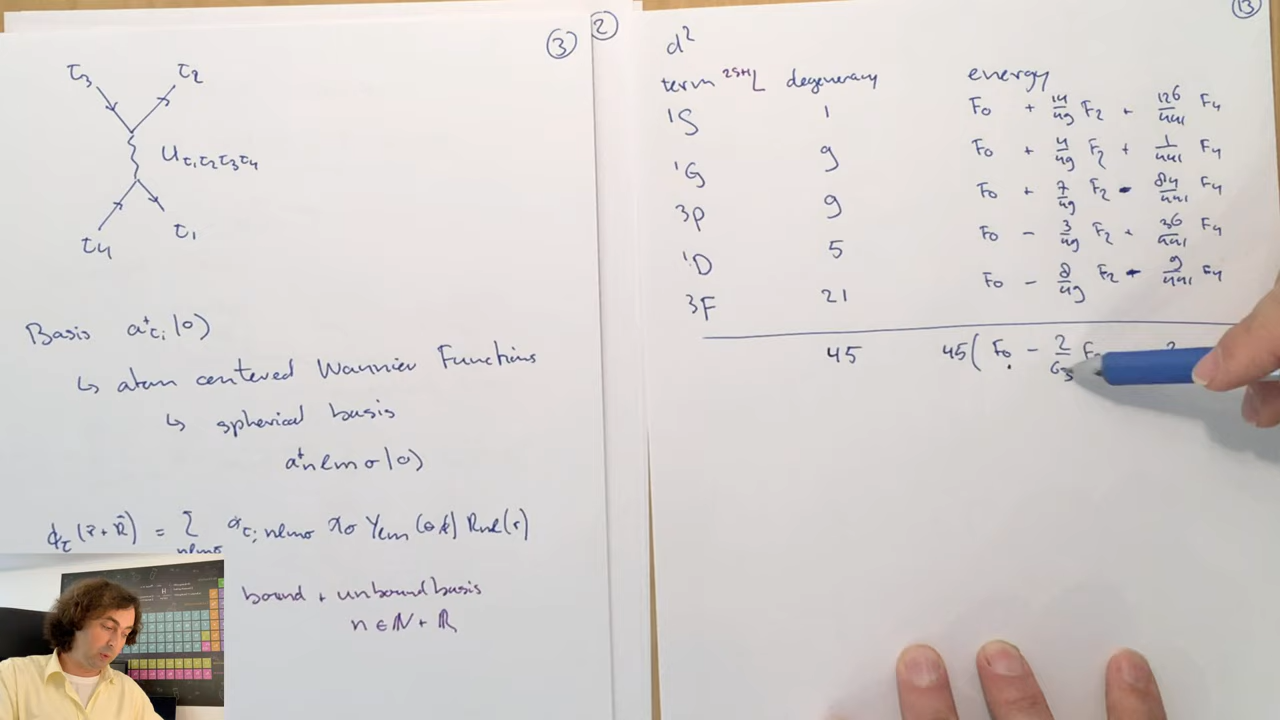 ③
τ₃ τ₂
U τ₁τ₂τ₃τ₄
τ₄ τ₁
Basis a⁺τᵢ |0⟩
↳ atom centered Wannier Functions
↳ spherical basis
a⁺nlmσ |0⟩
ϕτ (r⃗+R⃗) = Σ nlmσ ατ; nlmσ χσ Ylm (θϕ) Rnl(r)
bound + unbound basis
n ∈ ℕ + ℝ
②
⑬
d²
term ²ˢ⁺¹L degeneracy energy
¹S 1 F₀ + 14/49 F₂ + 126/441 F₄
¹G 9 F₀ + 4/49 F₂ + 1/441 F₄
³P 9 F₀ + 7/49 F₂ - 84/441 F₄
¹D 5 F₀ - 3/49 F₂ + 36/441 F₄
³F 21 F₀ - 8/49 F₂ - 9/441 F₄
45 45( F₀ - 2/63